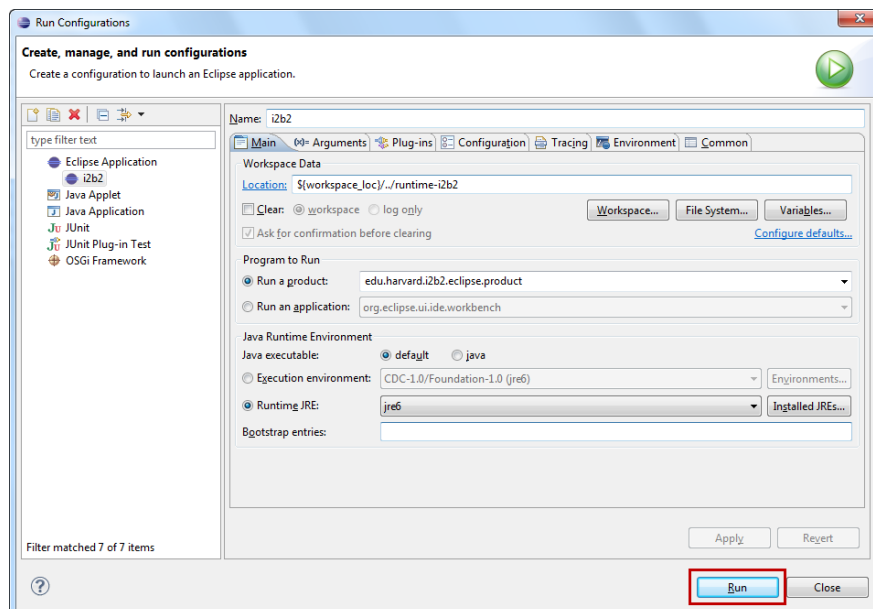 Run Configurations
Create, manage, and run configurations
Create a configuration to launch an Eclipse application.
type filter text
Eclipse Application
i2b2
Java Applet
Java Application
Ju JUnit
JUnit Plug-in Test
OSGi Framework
Filter matched 7 of 7 items
Name: i2b2
Main (x)= Arguments Plug-ins Configuration Tracing Environment Common
Workspace Data
Location: ${workspace_loc}/../runtime-i2b2
Clear: workspace log only Workspace... File System... Variables...
Ask for confirmation before clearing Configure defaults...
Program to Run
Run a product: edu.harvard.i2b2.eclipse.product
Run an application: org.eclipse.ui.ide.workbench
Java Runtime Environment
Java executable: default java
Execution environment: CDC-1.0/Foundation-1.0 (jre6) Environments...
Runtime JRE: jre6 Installed JREs...
Bootstrap entries:
Apply Revert
Run Close